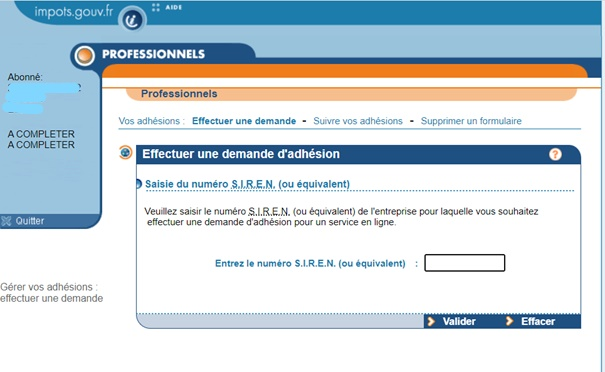 impots.gouv.fr
AIDE
PROFESSIONNELS
Abonné:
Professionnels
Vos adhésions : Effectuer une demande - Suivre vos adhésions - Supprimer un formulaire
A COMPLETER
A COMPLETER
Effectuer une demande d'adhésion ?
Saisie du numéro S.I.R.E.N. (ou équivalent)
Veuillez saisir le numéro S.I.R.E.N. (ou équivalent) de l'entreprise pour laquelle vous souhaitez
effectuer une demande d'adhésion pour un service en ligne.
Quitter
Entrez le numéro S.I.R.E.N. (ou équivalent) :
Gérer vos adhésions :
effectuer une demande
Valider Effacer